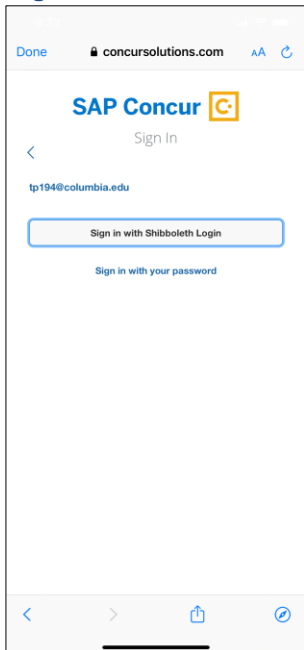 Done concursolutions.com AA
SAP Concur C.
Sign In
tp194@columbia.edu
Sign in with Shibboleth Login
Sign in with your password